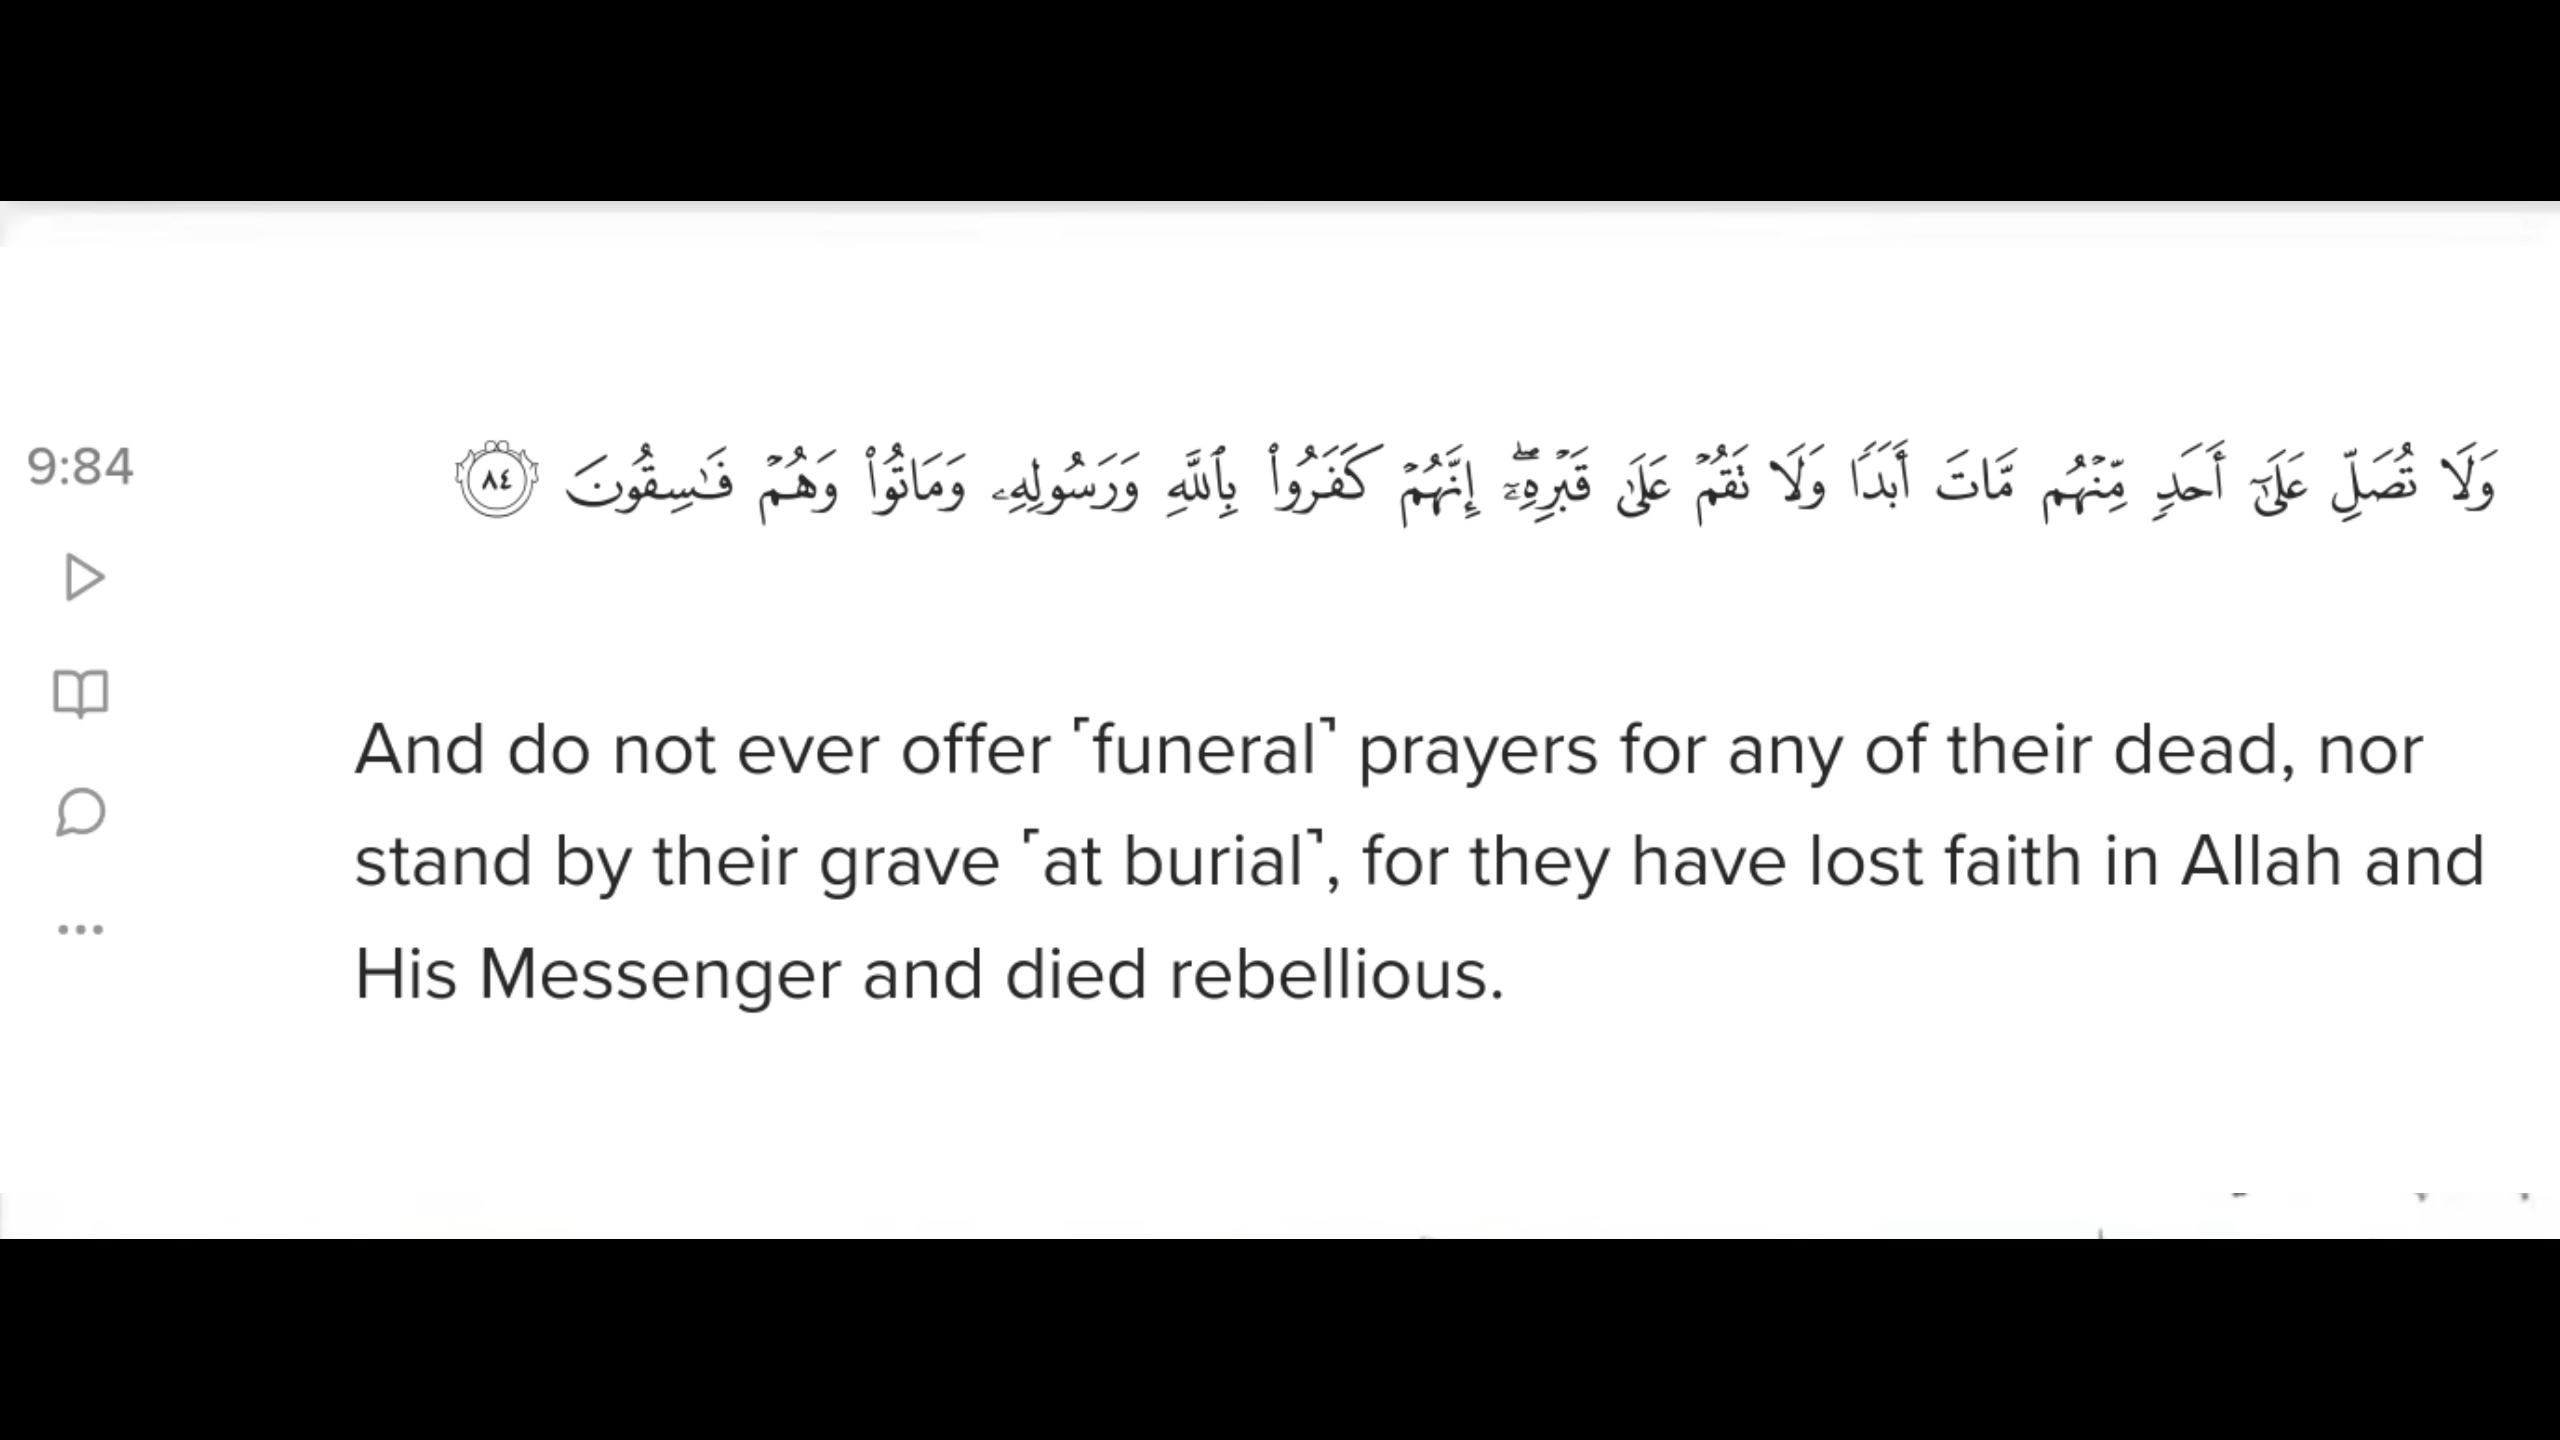 9:84
وَلَا تُصَلِّ عَلَىٰٓ أَحَدٍ مِّنْهُم مَّاتَ أَبَدًا وَلَا تَقُمْ عَلَىٰ قَبْرِهِۦٓ ۖ إِنَّهُمْ كَفَرُوا۟ بِٱللَّهِ وَرَسُولِهِۦ وَمَاتُوا۟ وَهُمْ فَـٰسِقُونَ ٨٤
And do not ever offer ˹funeral˺ prayers for any of their dead, nor
stand by their grave ˹at burial˺, for they have lost faith in Allah and
His Messenger and died rebellious.